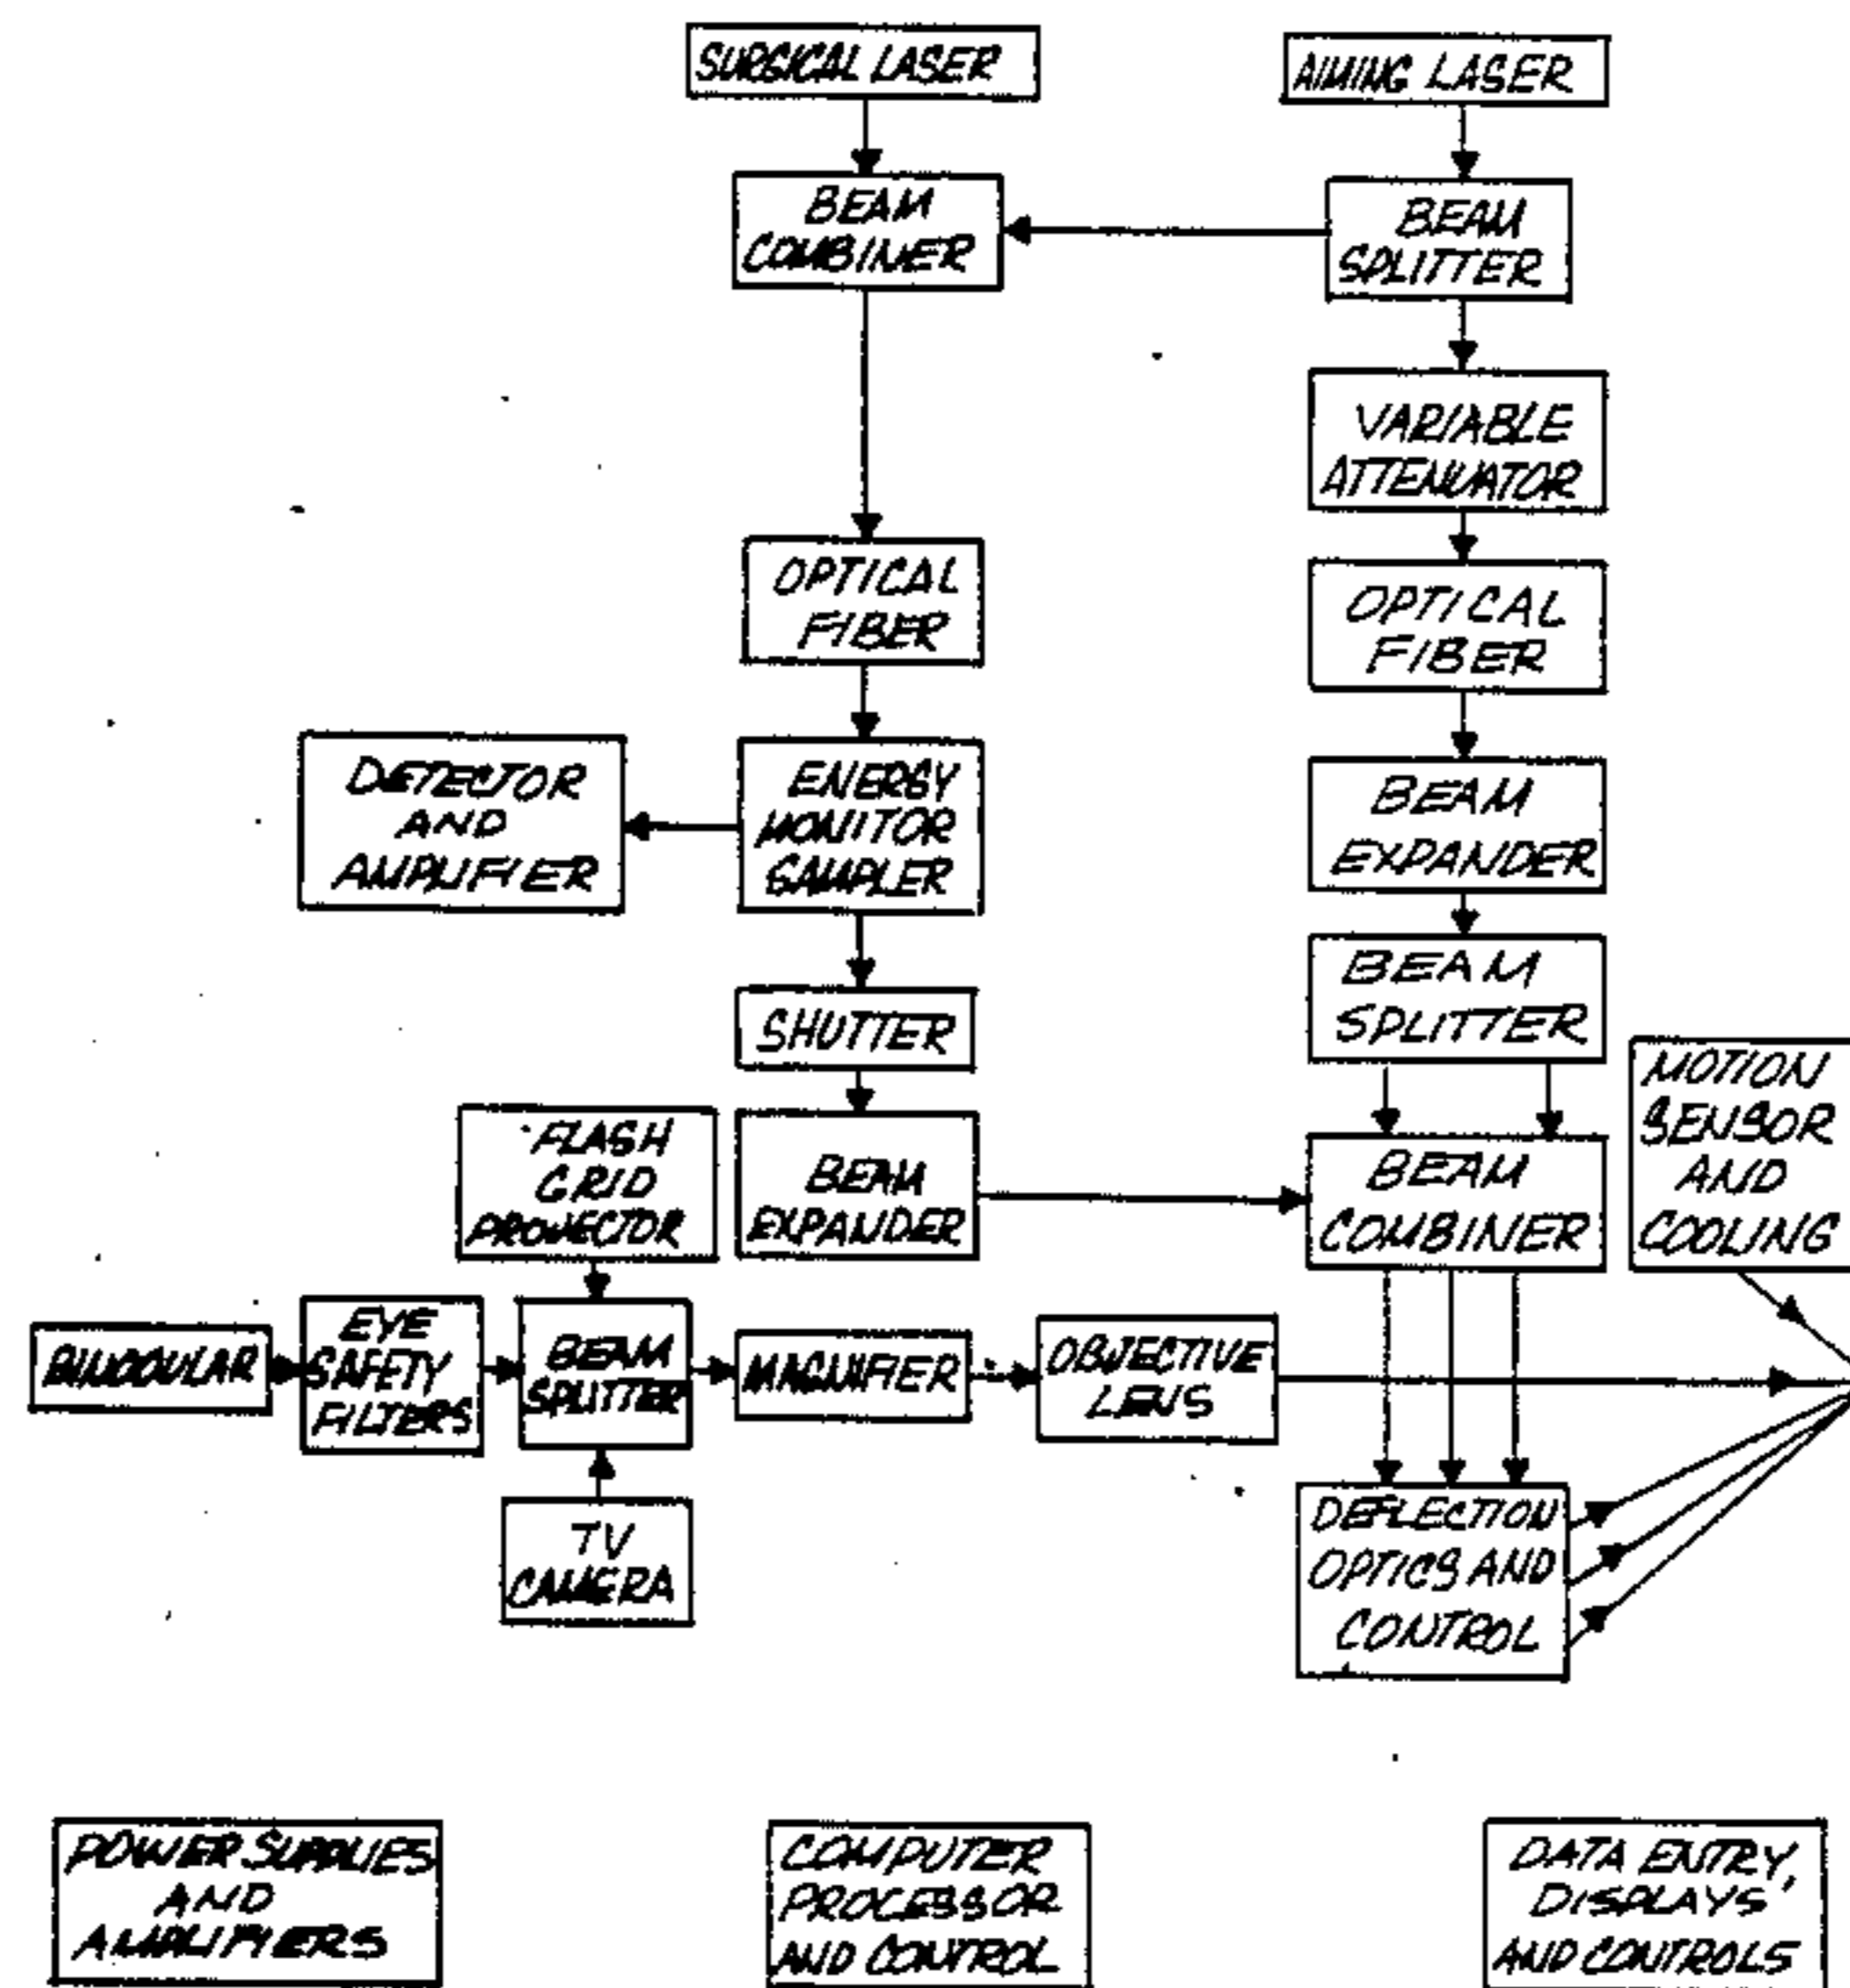 SURGICAL LASER
AIMING LASER
BEAM
COMBINER
BEAM
SPLITTER
VARIABLE
ATTENUATOR
OPTICAL
FIBER
OPTICAL
FIBER
DETECTOR
AND
AMPLIFIER
ENERGY
MONITOR
SAMPLER
BEAM
EXPANDER
BEAM
SPLITTER
SHUTTER
MOTION
SENSOR
AND
COOLING
FLASH
GRID
PROJECTOR
BEAM
EXPANDER
BEAM
COMBINER
BINOCULAR
EYE
SAFETY
FILTERS
BEAM
SPLITTER
MAGNIFIER
OBJECTIVE
LENS
TV
CAMERA
DEFLECTION
OPTICS AND
CONTROL
POWER SUPPLIES
AND
AMPLIFIERS
COMPUTER
PROCESSOR
AND CONTROL
DATA ENTRY,
DISPLAYS
AND CONTROLS